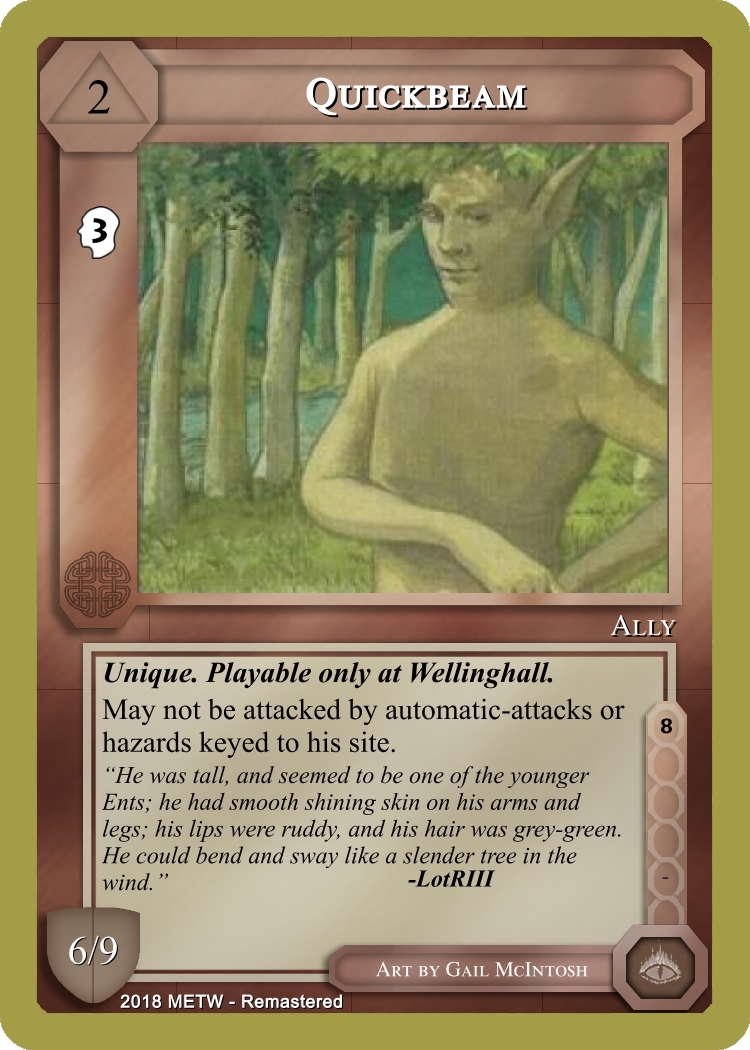 2
QUICKBEAM
3
ALLY
Unique. Playable only at Wellinghall.
May not be attacked by automatic-attacks or
hazards keyed to his site.
8
“He was tall, and seemed to be one of the younger
Ents; he had smooth shining skin on his arms and
legs; his lips were ruddy, and his hair was grey-green.
He could bend and sway like a slender tree in the
wind.” -LotRIII
-
6/9
ART BY GAIL MCINTOSH
2018 METW - Remastered